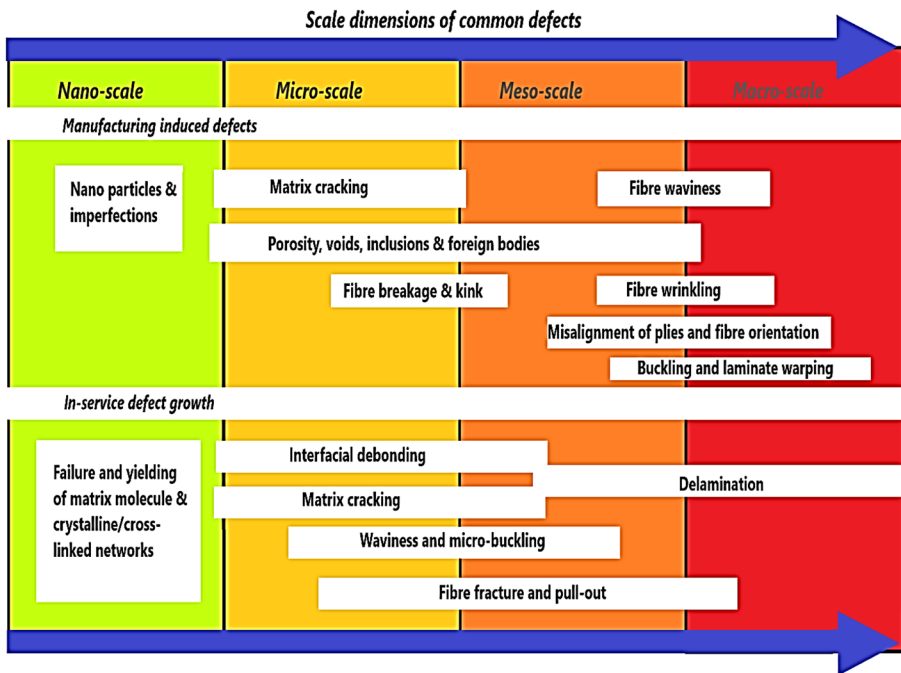 Scale dimensions of common defects
Nano-scale
Micro-scale
Meso-scale
Macro-scale
Manufacturing induced defects
Nano particles &
imperfections
Matrix cracking
Fibre waviness
Porosity, voids, inclusions & foreign bodies
Fibre breakage & kink
Fibre wrinkling
Misalignment of plies and fibre orientation
Buckling and laminate warping
In-service defect growth
Failure and yielding
of matrix molecule &
crystalline/cross-
linked networks
Interfacial debonding
Delamination
Matrix cracking
Waviness and micro-buckling
Fibre fracture and pull-out